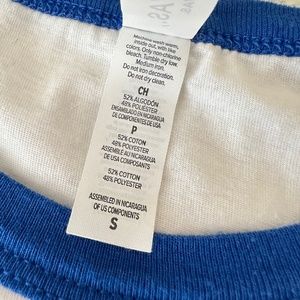 Machine wash warm,
inside out, with like
colors. Only non-chlorine
bleach. Tumble dry low.
Medium iron.
Do not iron decoration.
Do not dry clean.
CH
52% ALGODÓN
48% POLIESTER
ENSAMBLADO EN NICARAGUA
DE COMPONENTES DE USA
P
52% COTON
48% POLYESTER
ASSEMBLÉ AU NICARAGUA
DE USA COMPOSANTS
52% COTTON
48% POLYESTER
ASSEMBLED IN NICARAGUA
OF US COMPONENTS
S